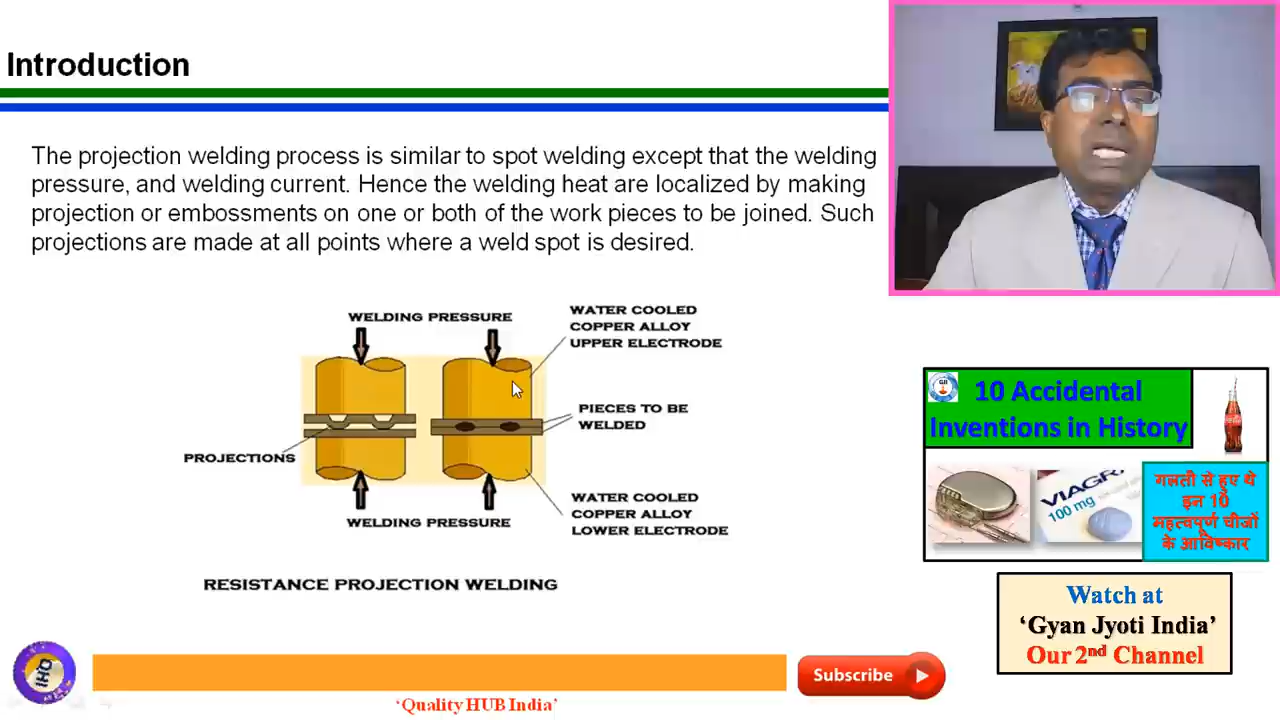 Introduction
The projection welding process is similar to spot welding except that the welding
pressure, and welding current. Hence the welding heat are localized by making
projection or embossments on one or both of the work pieces to be joined. Such
projections are made at all points where a weld spot is desired.
WELDING PRESSURE
WATER COOLED
COPPER ALLOY
UPPER ELECTRODE
PIECES TO BE
WELDED
PROJECTIONS
WATER COOLED
COPPER ALLOY
LOWER ELECTRODE
WELDING PRESSURE
RESISTANCE PROJECTION WELDING
10 Accidental
Inventions in History
VIAGR
100 mg
गलती से हुए थे
इन 10
महत्वपूर्ण चीजों
के आविष्कार
Watch at
‘Gyan Jyoti India’
Our 2nd Channel
QHI
Subscribe
‘Quality HUB India’